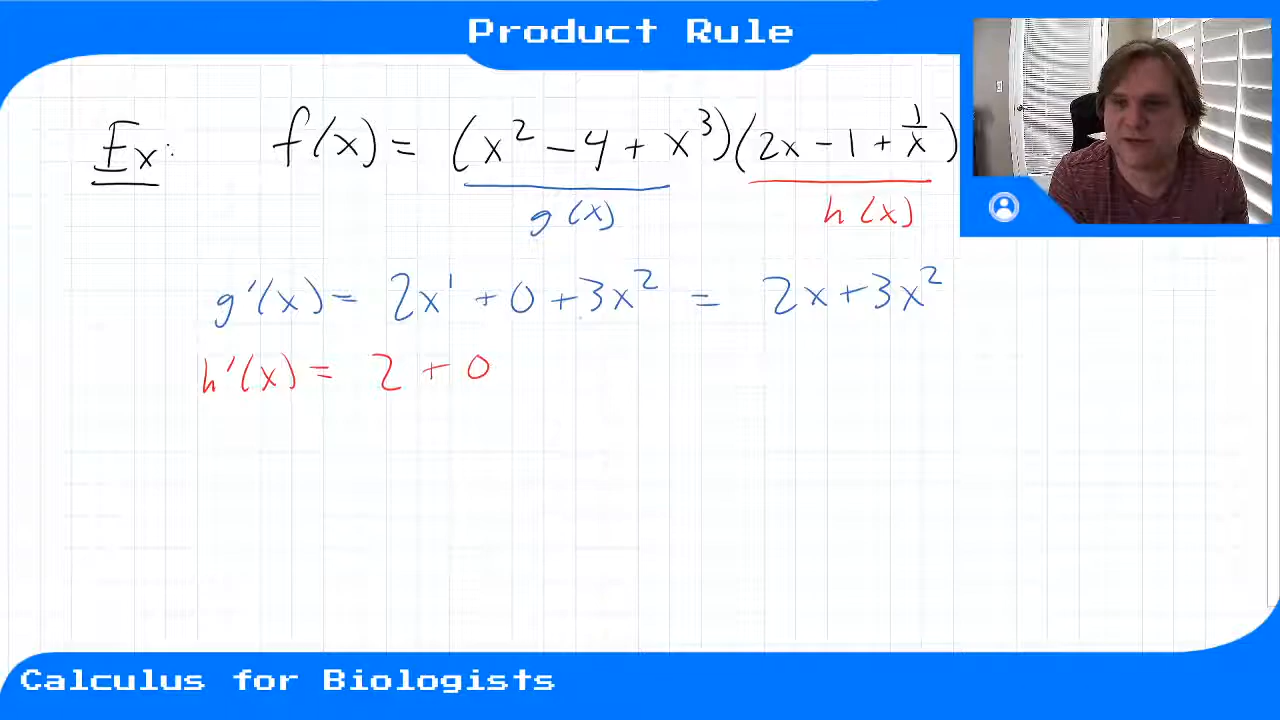 Product Rule
Ex: f(x) = (x² - 4 + x³)(2x - 1 + 1/x)
g(x) h(x)
g'(x) = 2x¹ + 0 + 3x² = 2x + 3x²
h'(x) = 2 + 0
Calculus for Biologists